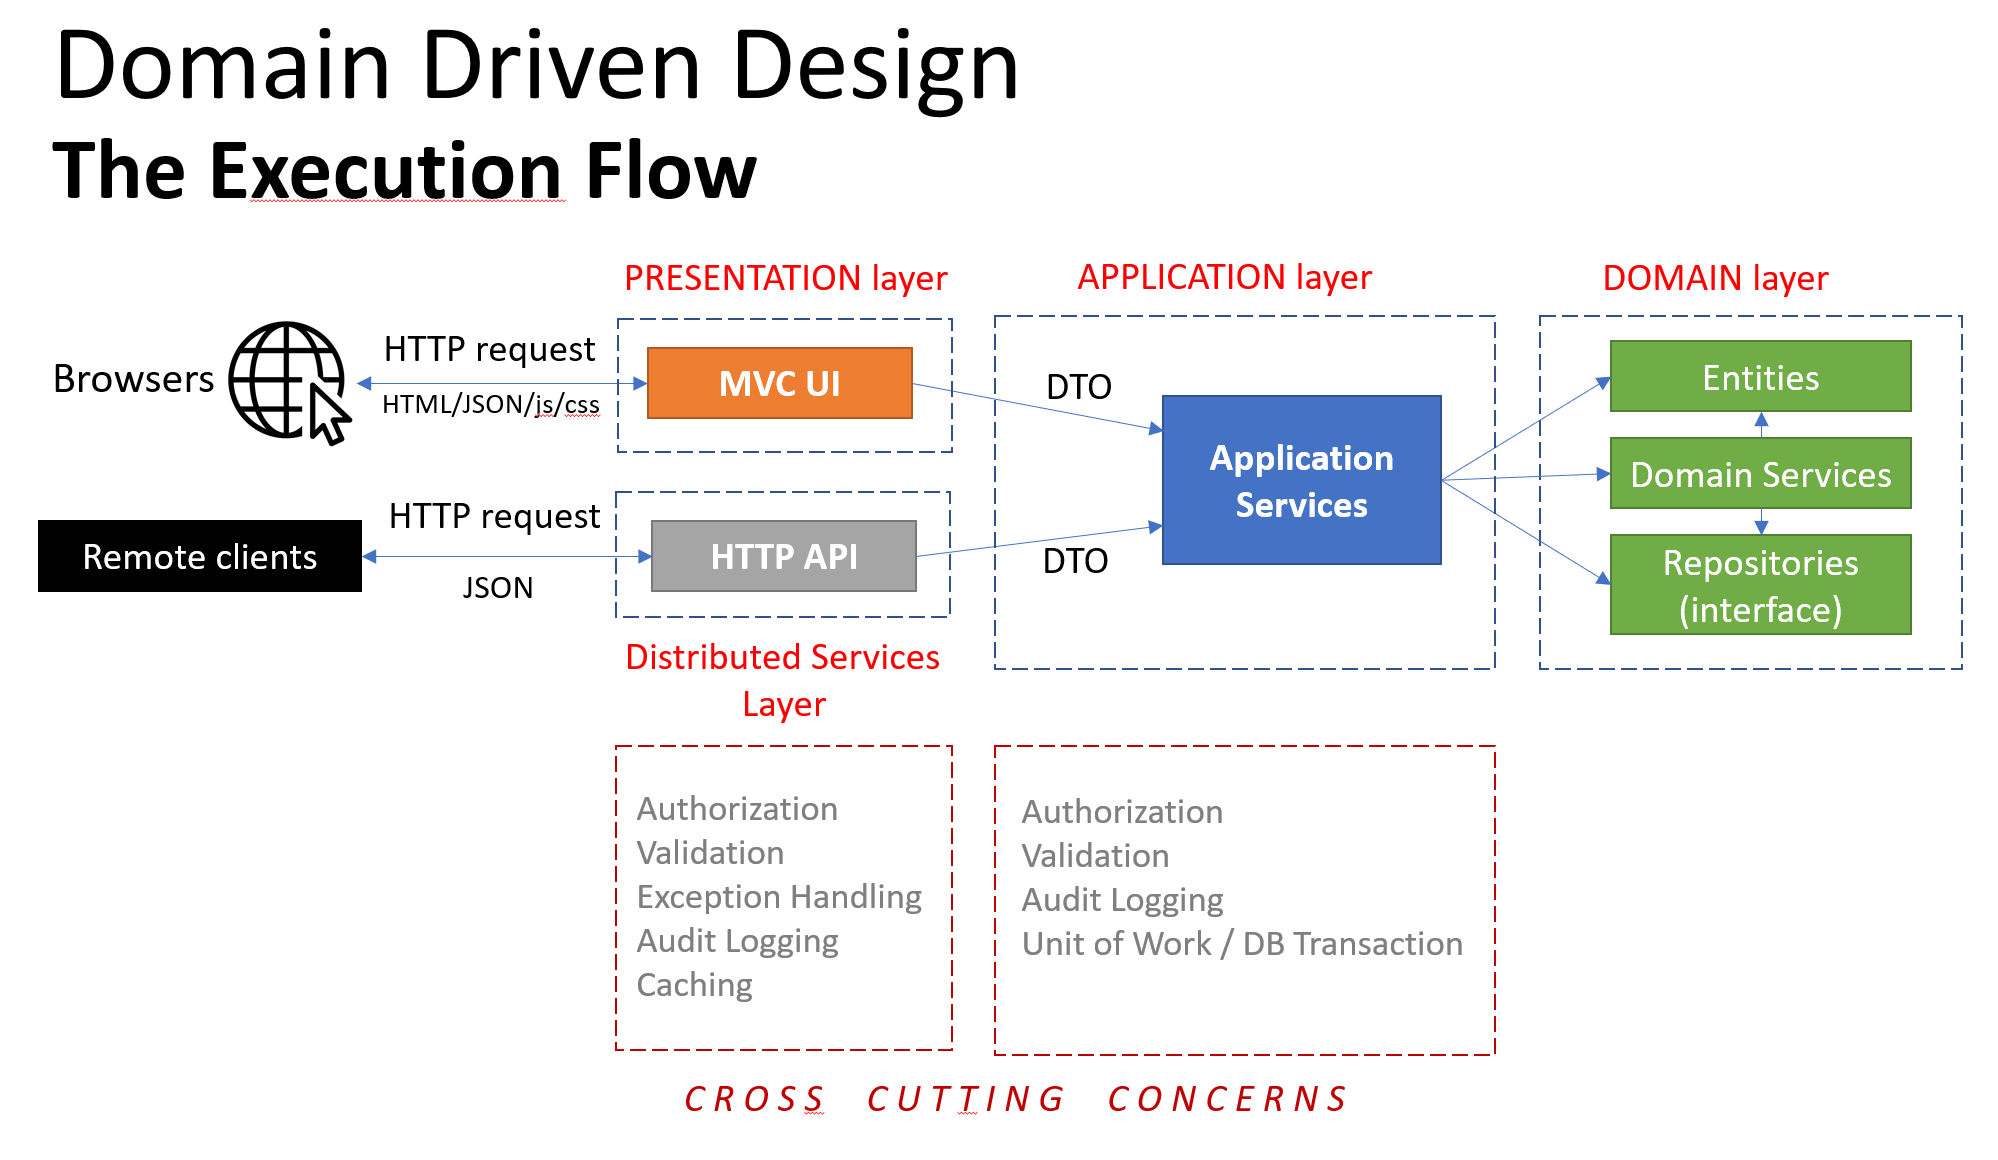 Domain Driven Design
The Execution Flow
PRESENTATION layer
APPLICATION layer
DOMAIN layer
Browsers
HTTP request
HTML/JSON/js/css
MVC UI
DTO
Application
Services
Entities
Domain Services
Repositories
(interface)
Remote clients
HTTP request
JSON
HTTP API
DTO
Distributed Services
Layer
Authorization
Validation
Exception Handling
Audit Logging
Caching
Authorization
Validation
Audit Logging
Unit of Work / DB Transaction
CROSS CUTTING CONCERNS